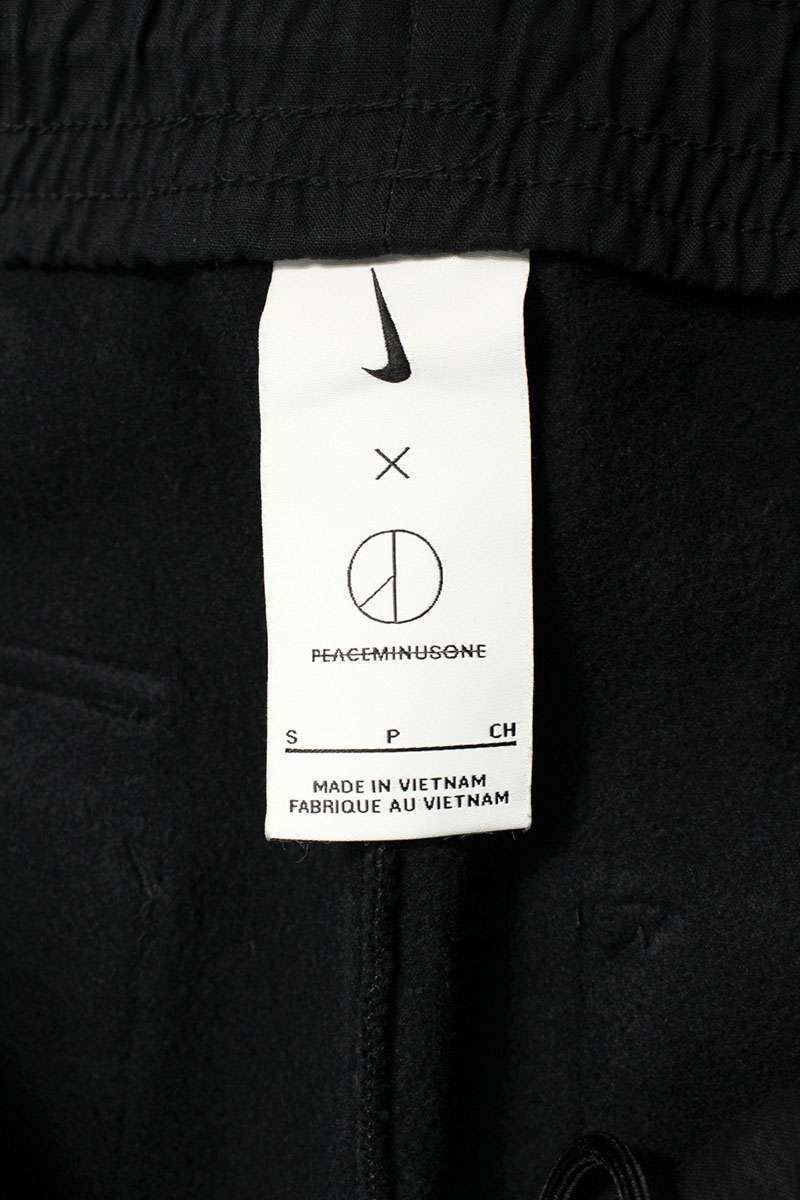 ×
PEACEMINUSONE
S P CH
MADE IN VIETNAM
FABRIQUE AU VIETNAM